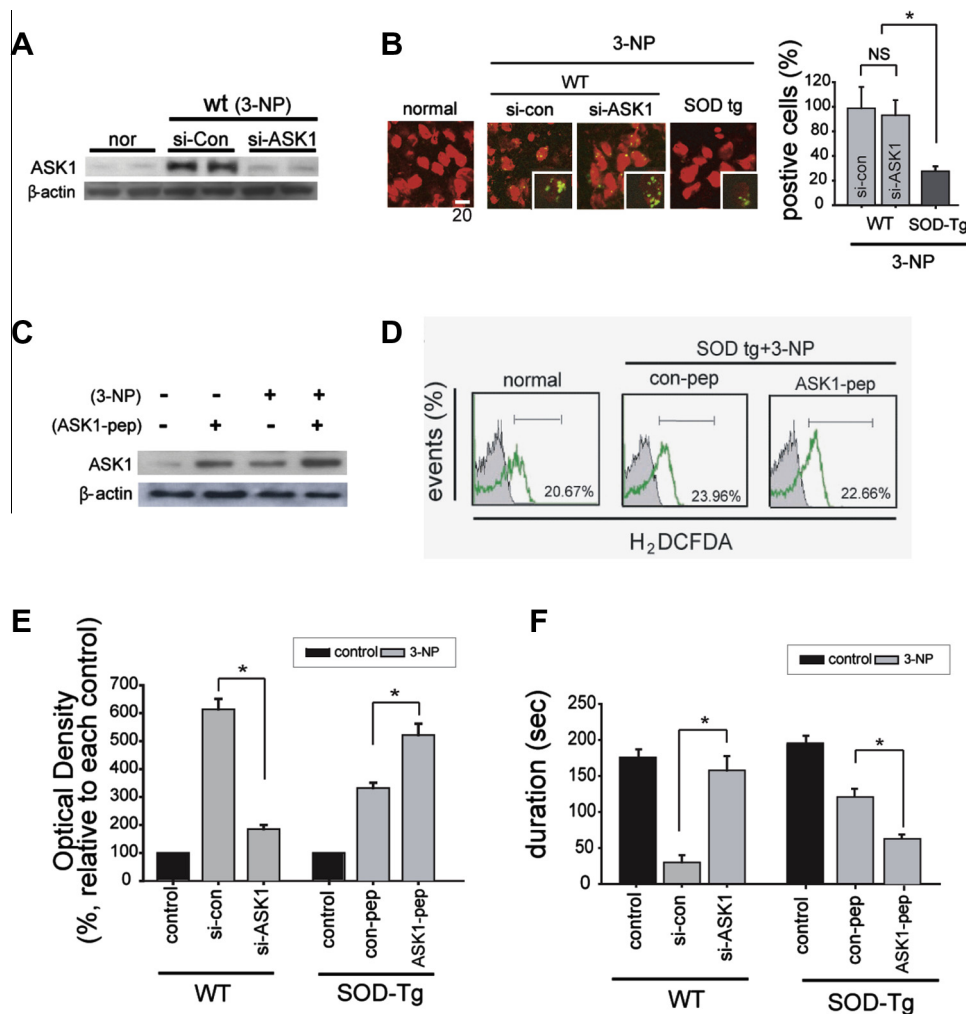 A
wt (3-NP)
nor
si-Con
si-ASK1
ASK1
β-actin
B
3-NP
WT
normal
si-con
si-ASK1
SOD tg
20
*
NS
postive cells (%)
120
100
80
60
40
20
0
si-con
si-ASK1
WT
SOD-Tg
3-NP
C
(3-NP) - - + +
(ASK1-pep) - + - +
ASK1
β-actin
D
SOD tg+3-NP
normal
con-pep
ASK1-pep
events (%)
20.67%
23.96%
22.66%
H₂DCFDA
E
control
3-NP
Optical Density
(%, relative to each control)
700
600
500
400
300
200
100
0
*
*
control
si-con
si-ASK1
control
con-pep
ASK1-pep
WT
SOD-Tg
F
control
3-NP
duration (sec)
250
200
150
100
50
0
*
*
control
si-con
si-ASK1
control
con-pep
ASK1-pep
WT
SOD-Tg